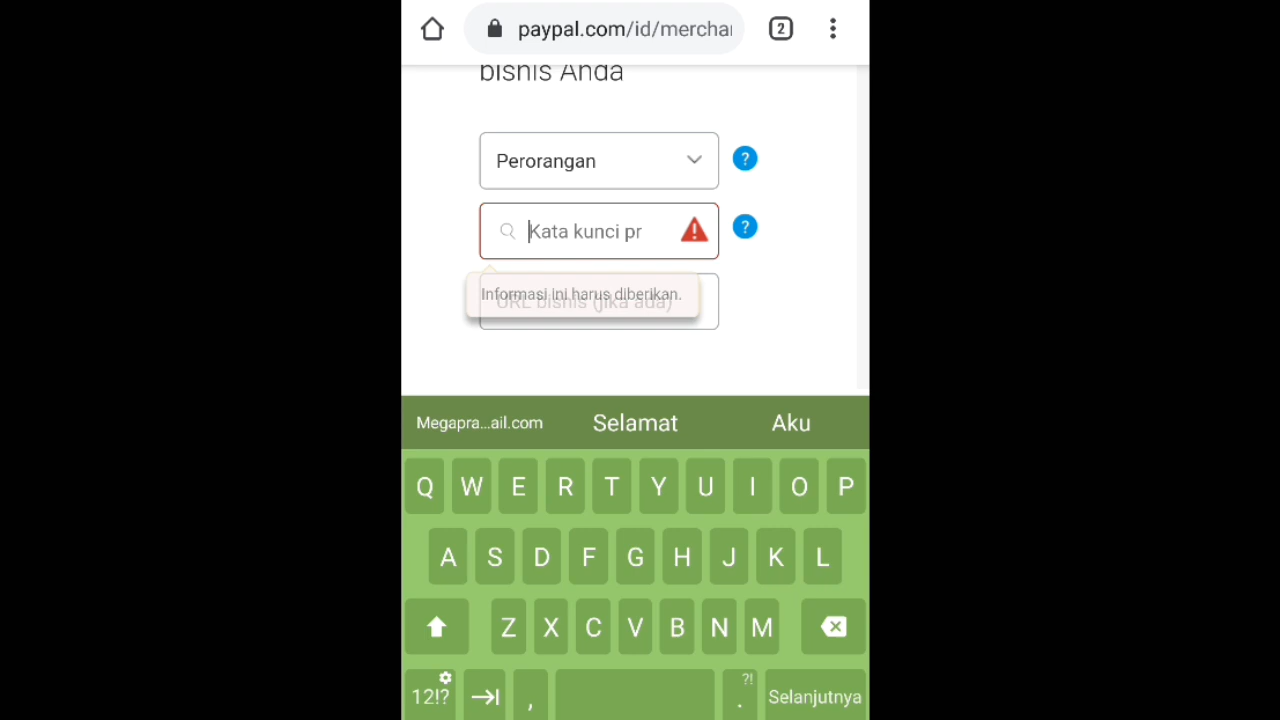 paypal.com/id/mercha
2
bisnis Anda
Perorangan
?
Kata kunci pr
?
Informasi ini harus diberikan.
URL bisnis (jika ada)
Megapra...ail.com Selamat Aku
Q W E R T Y U I O P
A S D F G H J K L
Z X C V B N M
12!? , . ?! Selanjutnya